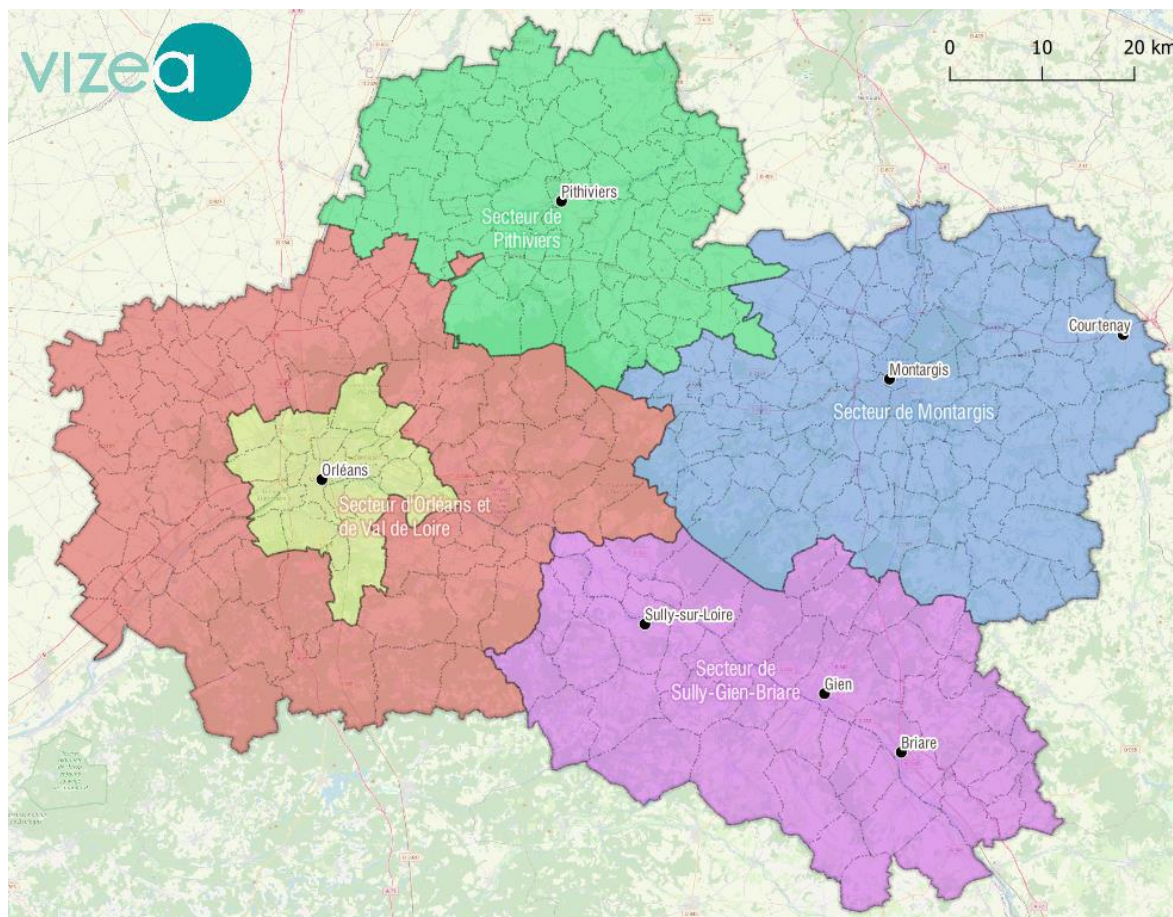 vizea
0 10 20 km
Pithiviers
Secteur de
Pithiviers
Courtenay
Montargis
Secteur de Montargis
Orléans
Secteur d'Orléans et
de Val de Loire
Sully-sur-Loire
Secteur de
Sully-Gien-Briare
Gien
Briare